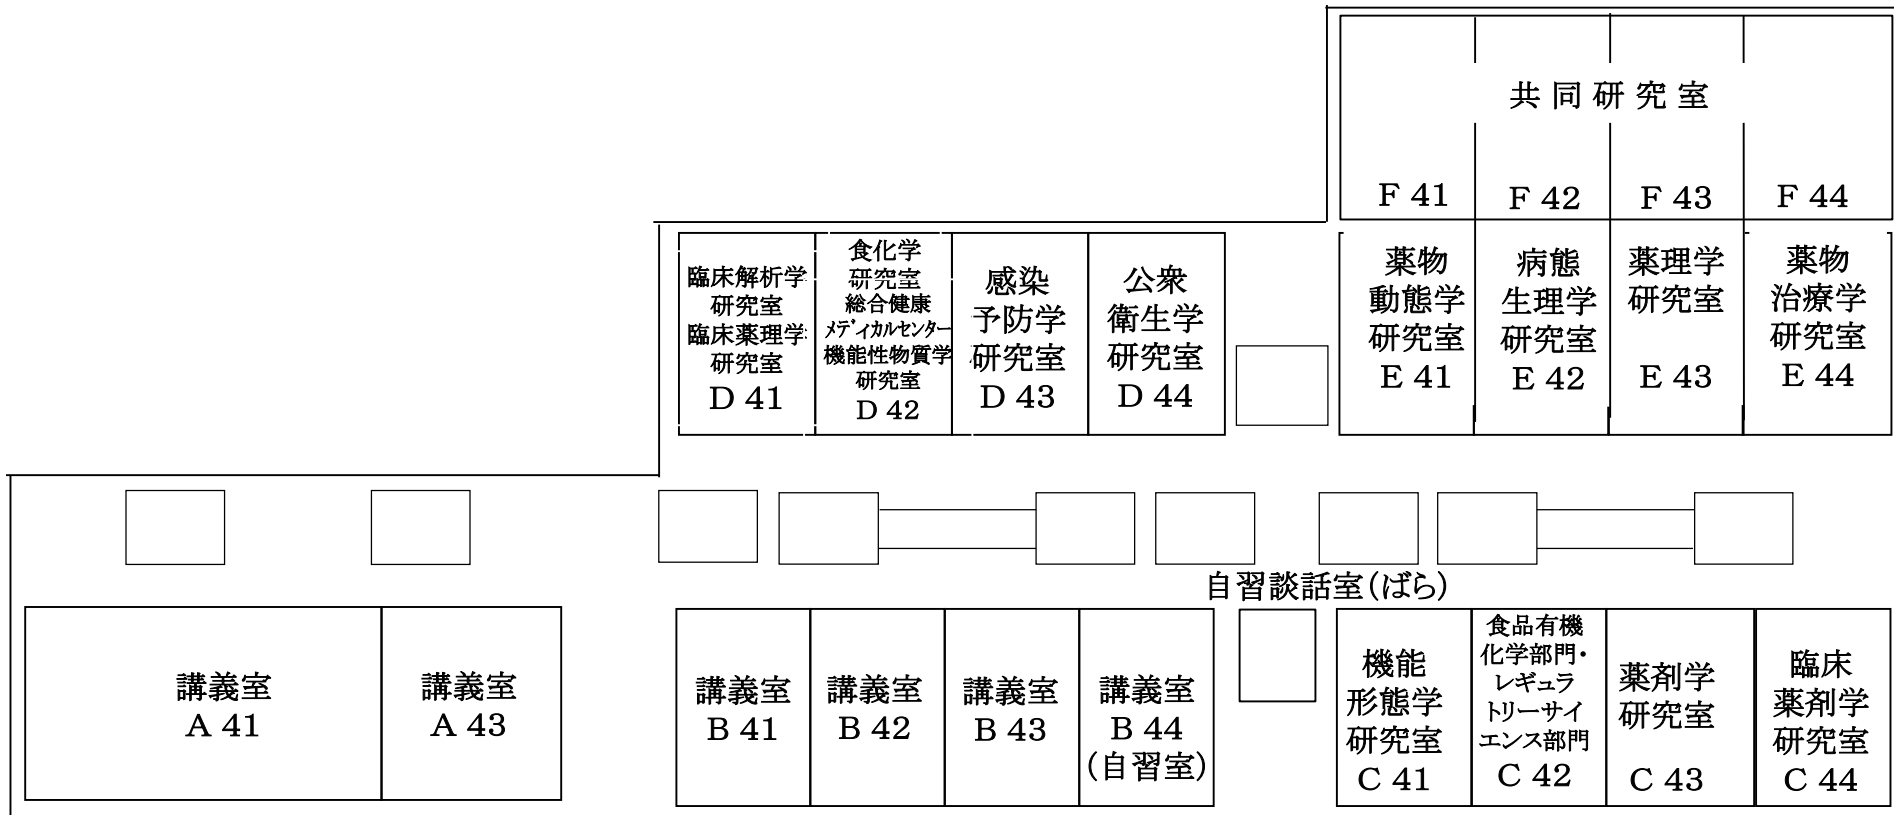 共同研究室
F 41
F 42
F 43
F 44
臨床解析学
研究室
臨床薬理学
研究室
D 41
食化学
研究室
総合健康
メディカルセンター
機能性物質学
研究室
D 42
感染
予防学
研究室
D 43
公衆
衛生学
研究室
D 44
薬物
動態学
研究室
E 41
病態
生理学
研究室
E 42
薬理学
研究室
E 43
薬物
治療学
研究室
E 44
自習談話室（ばら）
講義室
A 41
講義室
A 43
講義室
B 41
講義室
B 42
講義室
B 43
講義室
B 44
（自習室）
機能
形態学
研究室
C 41
食品有機
化学部門・
レギュラ
トリーサイ
エンス部門
C 42
薬剤学
研究室
C 43
臨床
薬剤学
研究室
C 44